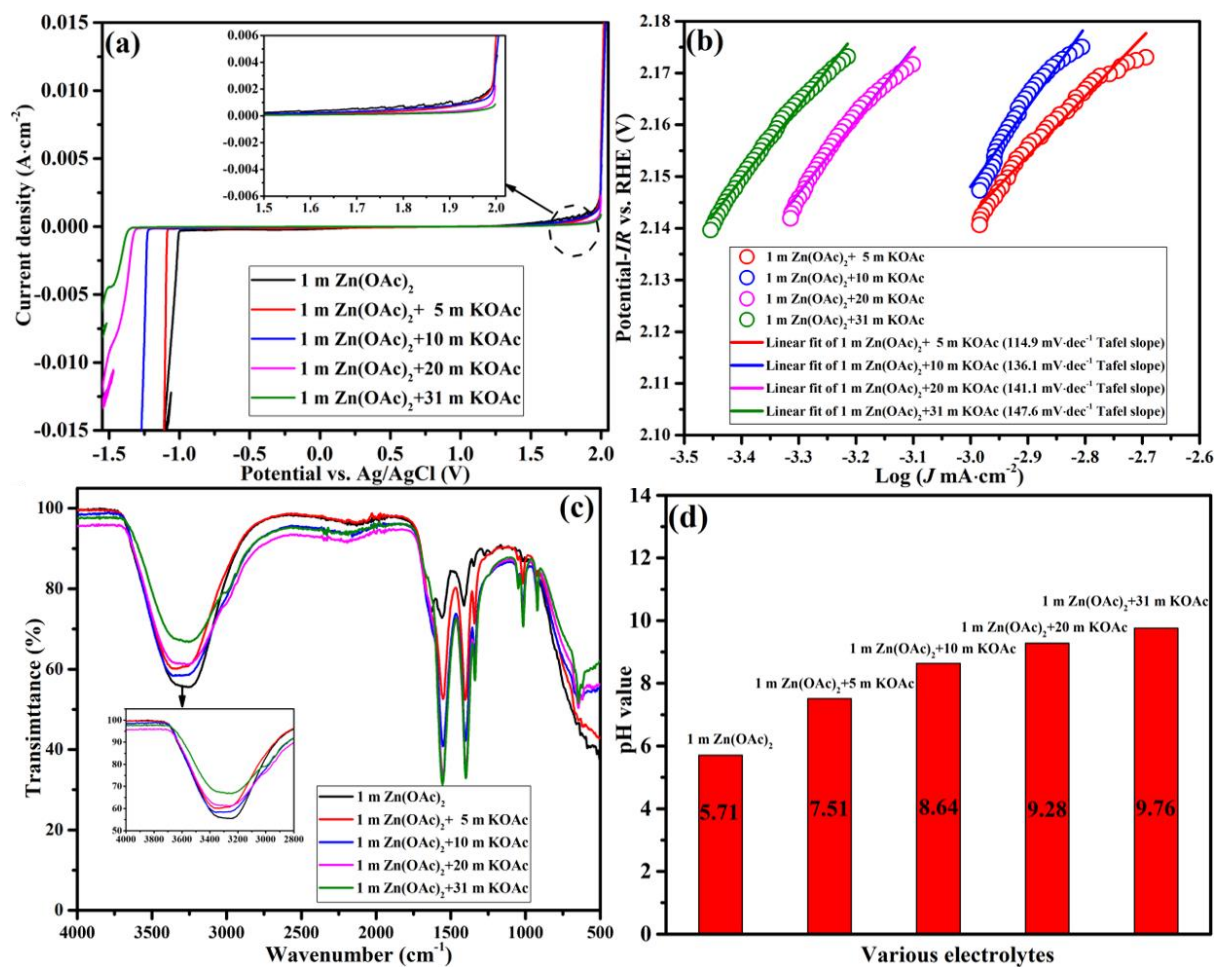 (a)
Current density (A·cm-2)
0.015
0.010
0.005
0.000
-0.005
-0.010
-0.015
0.006
0.004
0.002
0.000
-0.002
-0.004
-0.006
1.5 1.6 1.7 1.8 1.9 2.0
1 m Zn(OAc)2
1 m Zn(OAc)2+ 5 m KOAc
1 m Zn(OAc)2+10 m KOAc
1 m Zn(OAc)2+20 m KOAc
1 m Zn(OAc)2+31 m KOAc
-1.5 -1.0 -0.5 0.0 0.5 1.0 1.5 2.0
Potential vs. Ag/AgCl (V)
(b)
Potential-IR vs. RHE (V)
2.18
2.17
2.16
2.15
2.14
2.13
2.12
2.11
2.10
1 m Zn(OAc)2+ 5 m KOAc
1 m Zn(OAc)2+10 m KOAc
1 m Zn(OAc)2+20 m KOAc
1 m Zn(OAc)2+31 m KOAc
Linear fit of 1 m Zn(OAc)2+ 5 m KOAc (114.9 mV·dec-1 Tafel slope)
Linear fit of 1 m Zn(OAc)2+10 m KOAc (136.1 mV·dec-1 Tafel slope)
Linear fit of 1 m Zn(OAc)2+20 m KOAc (141.1 mV·dec-1 Tafel slope)
Linear fit of 1 m Zn(OAc)2+31 m KOAc (147.6 mV·dec-1 Tafel slope)
-3.5 -3.4 -3.3 -3.2 -3.1 -3.0 -2.9 -2.8 -2.7 -2.6
Log (J mA·cm-2)
(c)
Transimttance (%)
100
90
80
70
60
50
40
30
20
10
0
100
90
80
70
60
50
4000 3800 3600 3400 3200 3000 2800
1 m Zn(OAc)2
1 m Zn(OAc)2+ 5 m KOAc
1 m Zn(OAc)2+10 m KOAc
1 m Zn(OAc)2+20 m KOAc
1 m Zn(OAc)2+31 m KOAc
4000 3500 3000 2500 2000 1500 1000 500
Wavenumber (cm-1)
(d)
pH value
14
12
10
8
6
4
2
0
1 m Zn(OAc)2+31 m KOAc
1 m Zn(OAc)2+20 m KOAc
1 m Zn(OAc)2+10 m KOAc
1 m Zn(OAc)2+5 m KOAc
1 m Zn(OAc)2
5.71 7.51 8.64 9.28 9.76
Various electrolytes